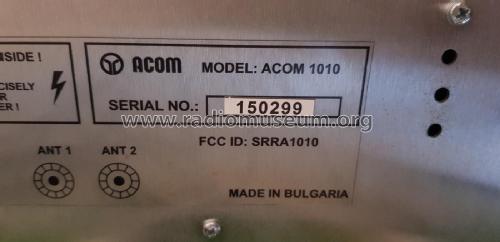 NSIDE !
ECISELY
R
ER !
ACOM MODEL: ACOM 1010
SERIAL NO.: 150299
www.radiomuseum.org
FCC ID: SRRA1010
ANT 1 ANT 2
MADE IN BULGARIA